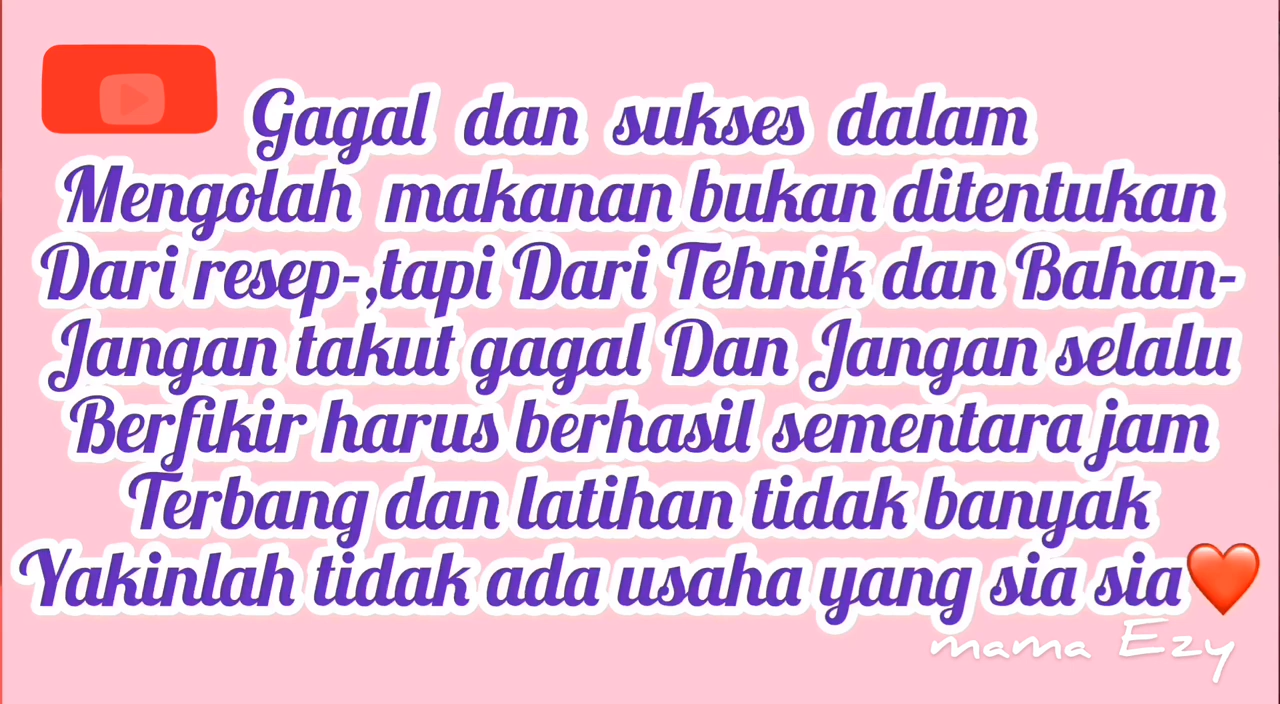 Gagal dan sukses dalam
Mengolah makanan bukan ditentukan
Dari resep-,tapi Dari Tehnik dan Bahan-
Jangan takut gagal Dan Jangan selalu
Berfikir harus berhasil sementara jam
Terbang dan latihan tidak banyak
Yakinlah tidak ada usaha yang sia sia❤️
mama Ezy